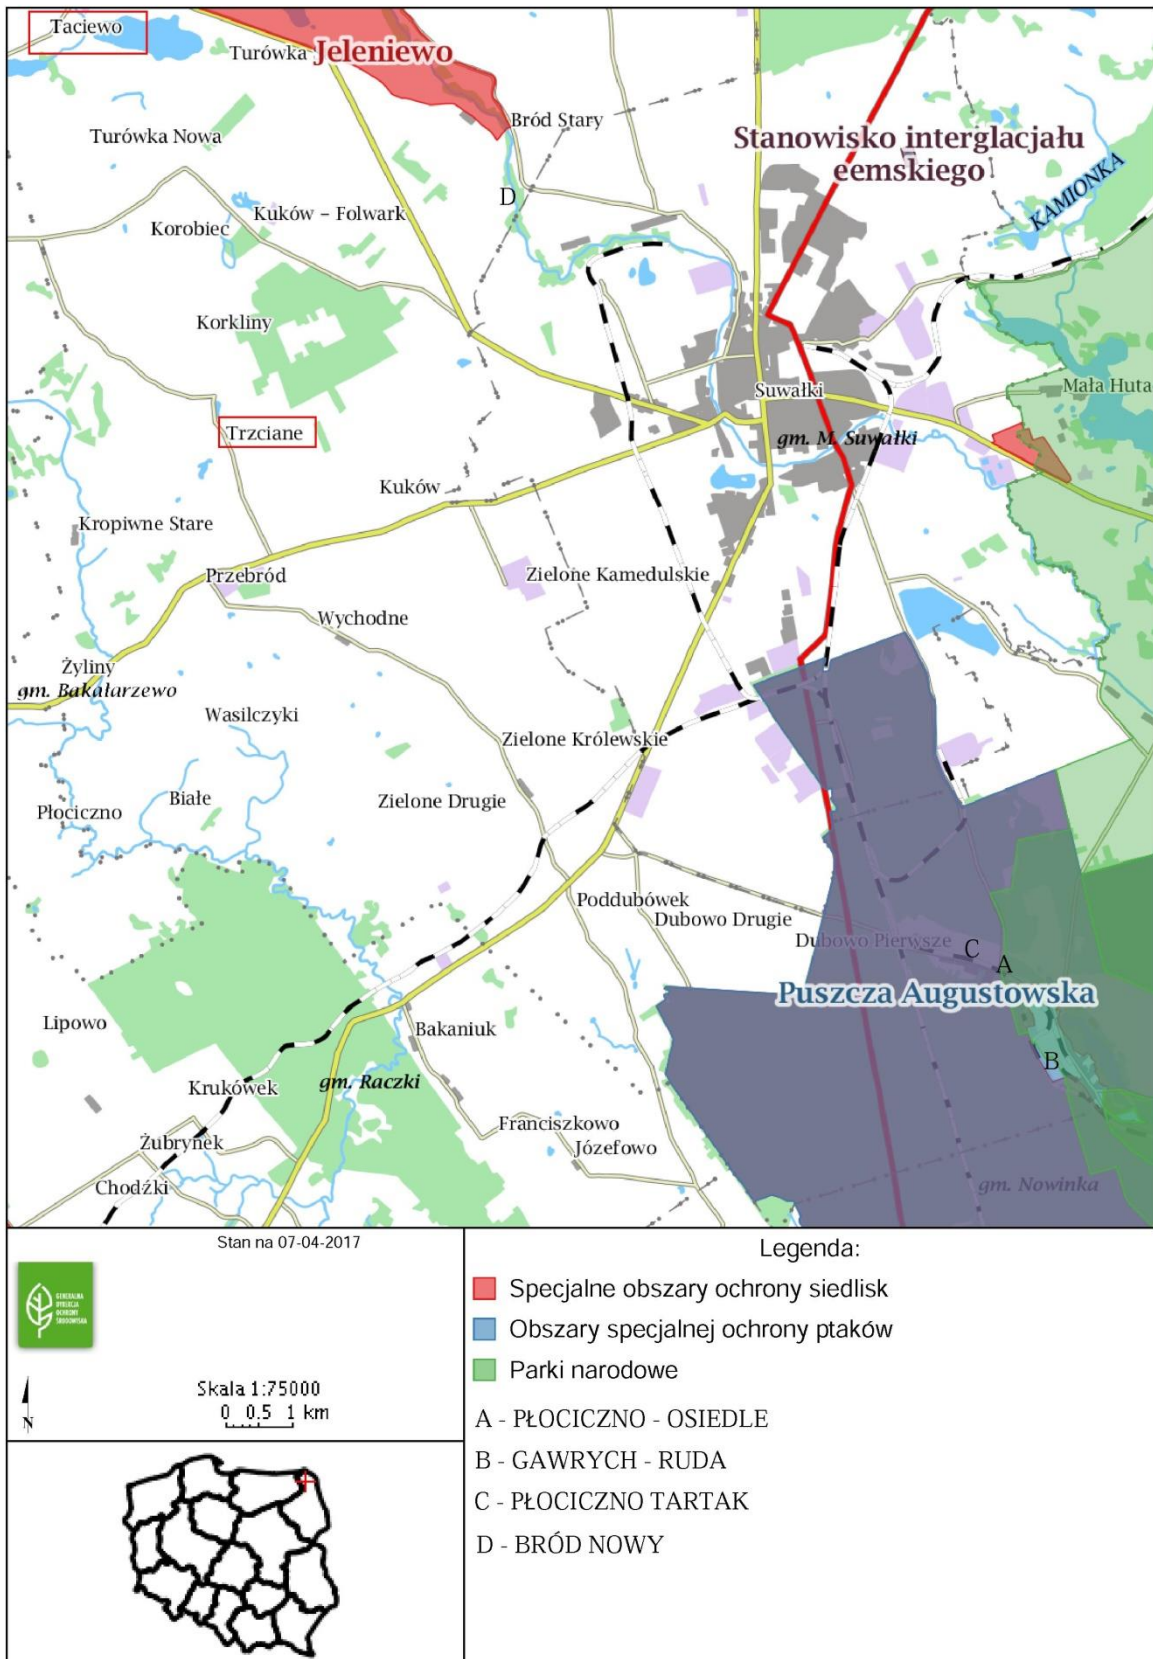 Taciewo
Turówka
Jeleniewo
Turówka Nowa
Bród Stary
Stanowisko interglacjału
eemskiego
KAMIONKA
D
Kuków – Folwark
Korobiec
Korkliny
Suwałki
Mała Huta
Trzciane
gm. M. Suwałki
Kuków
Kropiwne Stare
Przebród
Zielone Kamedulskie
Wychodne
Żyliny
gm. Bakałarzewo
Wasilczyki
Zielone Królewskie
Białe
Zielone Drugie
Płociczno
Poddubówek
Dubowo Drugie
Dubowo Pierwsze
C
A
Puszcza Augustowska
Lipowo
Bakaniuk
B
Krukówek
gm. Raczki
Franciszkowo
Żubrynek
Józefowo
Chodźki
gm. Nowinka
Stan na 07-04-2017
GENERALNA
DYREKCJA
OCHRONY
ŚRODOWISKA
Skala 1:75000
0 0.5 1 km
N
Legenda:
Specjalne obszary ochrony siedlisk
Obszary specjalnej ochrony ptaków
Parki narodowe
A - PŁOCICZNO - OSIEDLE
B - GAWRYCH - RUDA
C - PŁOCICZNO TARTAK
D - BRÓD NOWY